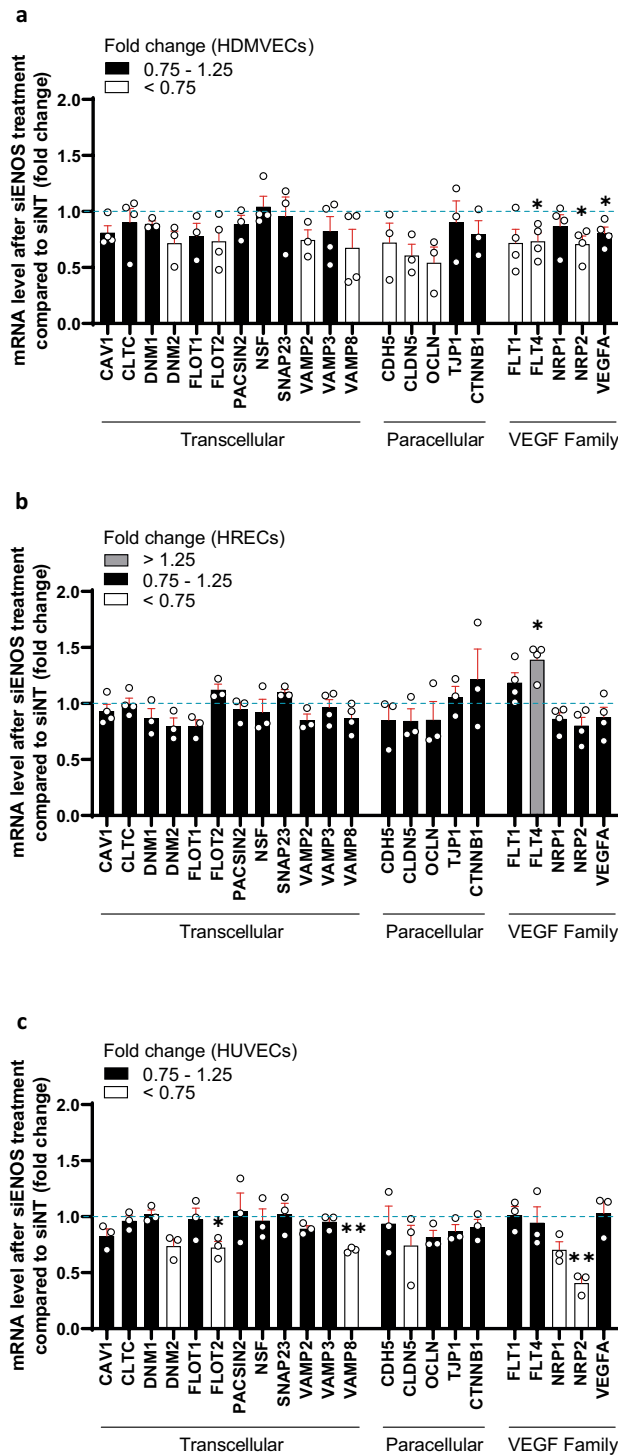 a
Fold change (HDMVECs)
0.75 - 1.25
< 0.75
mRNA level after siENOS treatment
compared to siNT (fold change)
2.0
1.5
1.0
0.5
0.0
* * *
CAV1 CLTC DNM1 DNM2 FLOT1 FLOT2 PACSIN2 NSF SNAP23 VAMP2 VAMP3 VAMP8 CDH5 CLDN5 OCLN TJP1 CTNNB1 FLT1 FLT4 NRP1 NRP2 VEGFA
Transcellular Paracellular VEGF Family
b
Fold change (HRECs)
> 1.25
0.75 - 1.25
< 0.75
mRNA level after siENOS treatment
compared to siNT (fold change)
2.0
1.5
1.0
0.5
0.0
*
CAV1 CLTC DNM1 DNM2 FLOT1 FLOT2 PACSIN2 NSF SNAP23 VAMP2 VAMP3 VAMP8 CDH5 CLDN5 OCLN TJP1 CTNNB1 FLT1 FLT4 NRP1 NRP2 VEGFA
Transcellular Paracellular VEGF Family
c
Fold change (HUVECs)
0.75 - 1.25
< 0.75
mRNA level after siENOS treatment
compared to siNT (fold change)
2.0
1.5
1.0
0.5
0.0
* ** **
CAV1 CLTC DNM1 DNM2 FLOT1 FLOT2 PACSIN2 NSF SNAP23 VAMP2 VAMP3 VAMP8 CDH5 CLDN5 OCLN TJP1 CTNNB1 FLT1 FLT4 NRP1 NRP2 VEGFA
Transcellular Paracellular VEGF Family